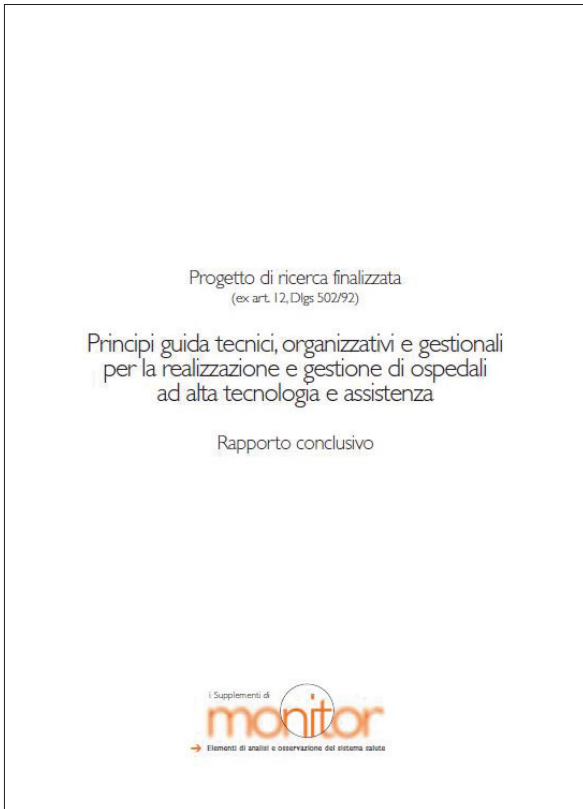 Progetto di ricerca finalizzata
(ex art. 12, Dlgs 502/92)
Principi guida tecnici, organizzativi e gestionali
per la realizzazione e gestione di ospedali
ad alta tecnologia e assistenza
Rapporto conclusivo
i Supplementi di
monitor
Elementi di analisi e osservazione del sistema salute